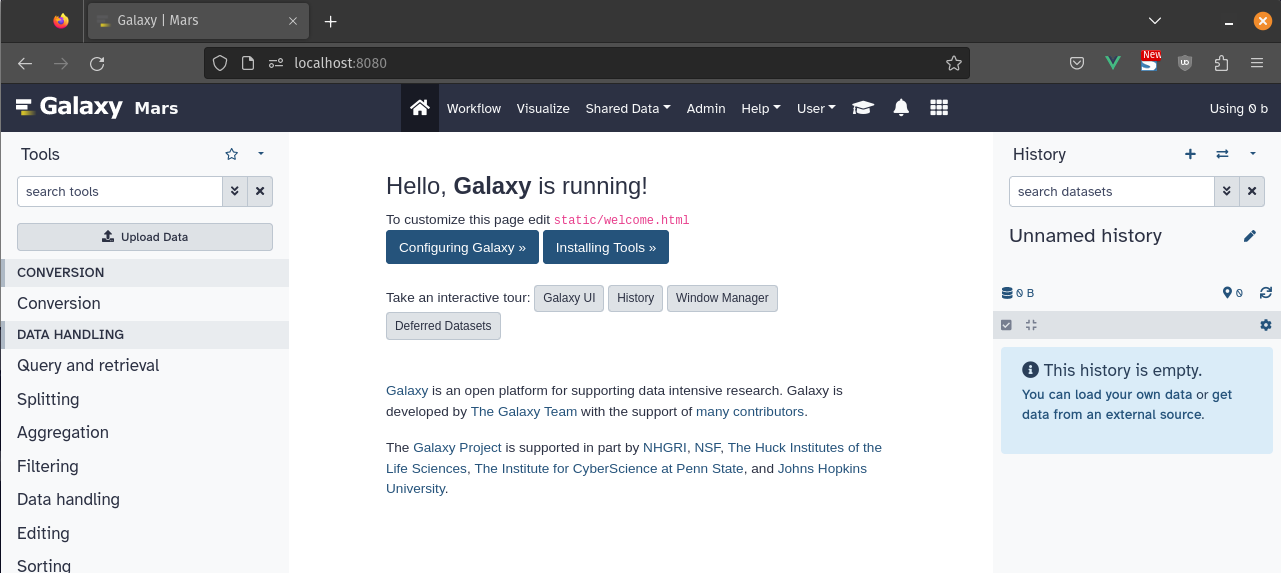 Galaxy | Mars
New
localhost:8080
Galaxy Mars
Workflow Visualize Shared Data Admin Help User Using 0 b
Tools
search tools
Upload Data
CONVERSION
Conversion
DATA HANDLING
Query and retrieval
Splitting
Aggregation
Filtering
Data handling
Editing
Sorting
Hello, Galaxy is running!
To customize this page edit static/welcome.html
Configuring Galaxy » Installing Tools »
Take an interactive tour: Galaxy UI History Window Manager
Deferred Datasets
Galaxy is an open platform for supporting data intensive research. Galaxy is
developed by The Galaxy Team with the support of many contributors.
The Galaxy Project is supported in part by NHGRI, NSF, The Huck Institutes of the
Life Sciences, The Institute for CyberScience at Penn State, and Johns Hopkins
University.
History
search datasets
Unnamed history
0 B 0
This history is empty.
You can load your own data or get
data from an external source.